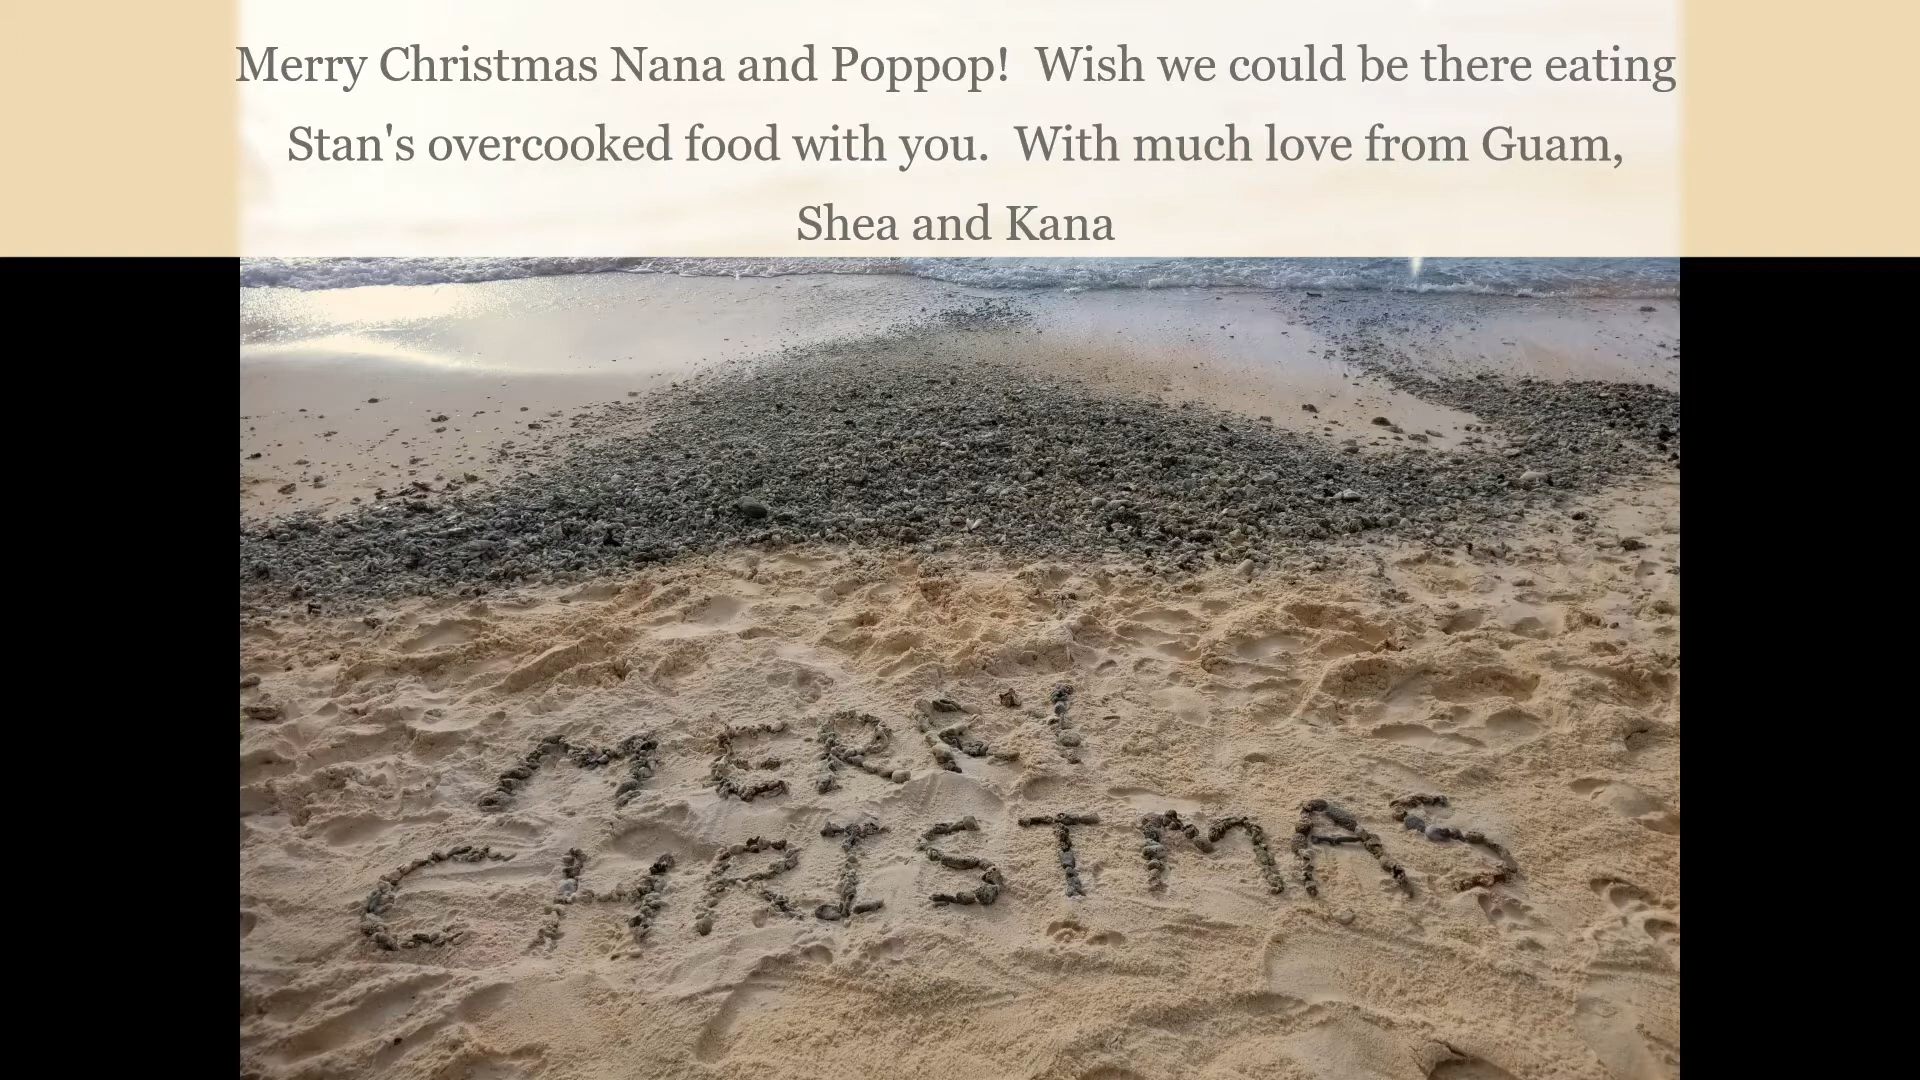 Merry Christmas Nana and Poppop!  Wish we could be there eating
Stan's overcooked food with you.  With much love from Guam,
Shea and Kana
MERRY
CHRISTMAS